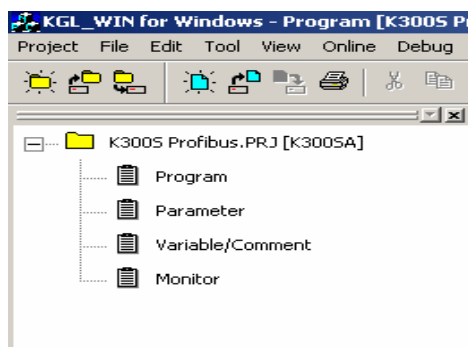 KGL_WIN for Windows - Program [K300S P
Project File Edit Tool View Online Debug
K300S Profibus.PRJ [K300SA]
Program
Parameter
Variable/Comment
Monitor